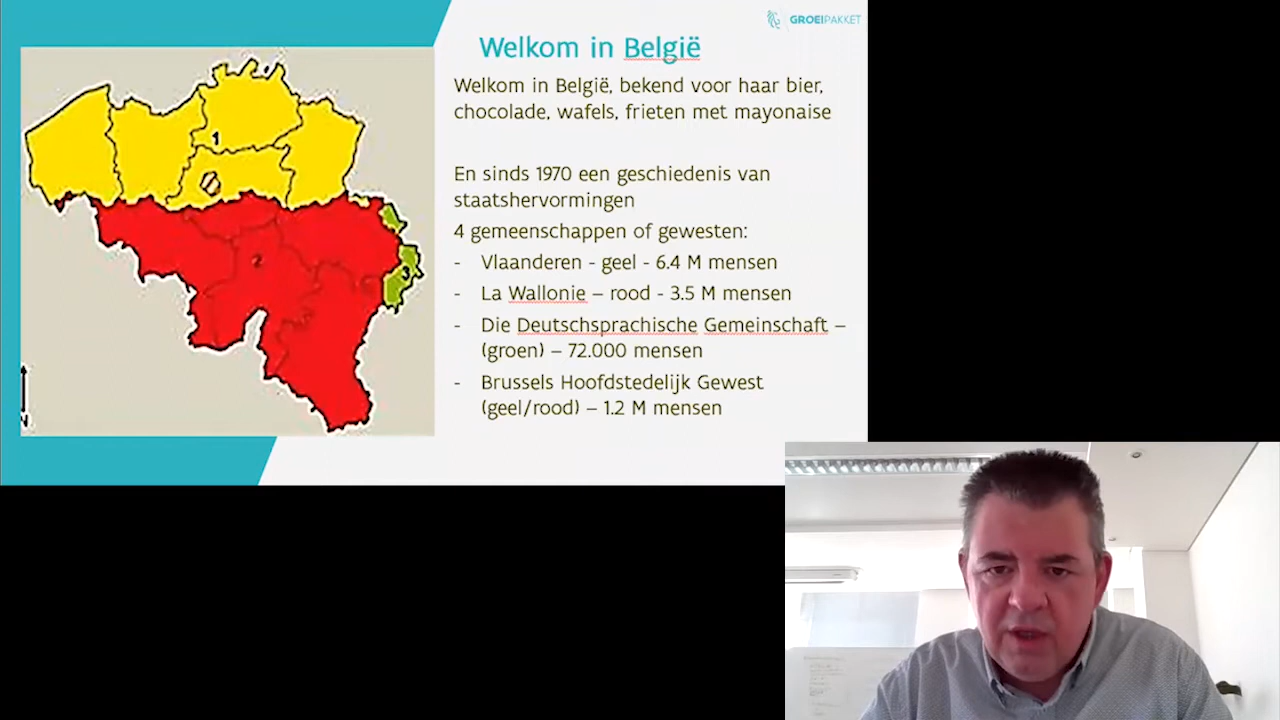 GROEIPAKKET
Welkom in België
Welkom in België, bekend voor haar bier,
chocolade, wafels, frieten met mayonaise
En sinds 1970 een geschiedenis van
staatshervormingen
4 gemeenschappen of gewesten:
- Vlaanderen - geel - 6.4 M mensen
- La Wallonie – rood - 3.5 M mensen
- Die Deutschsprachische Gemeinschaft –
(groen) – 72.000 mensen
- Brussels Hoofdstedelijk Gewest
(geel/rood) – 1.2 M mensen
1
2
3